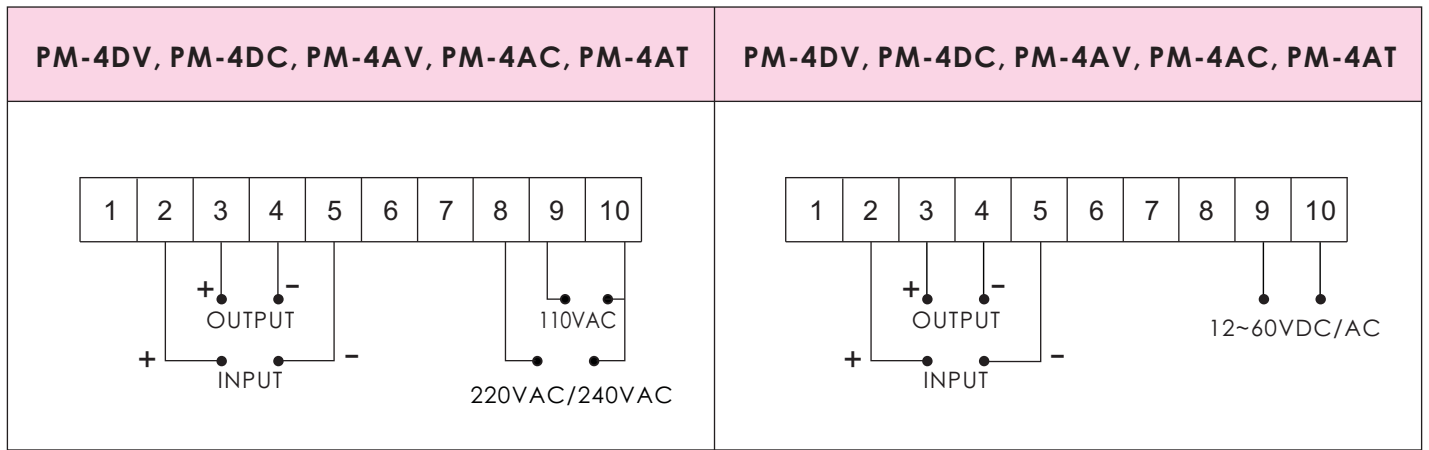 PM-4DV, PM-4DC, PM-4AV, PM-4AC, PM-4AT
1 2 3 4 5 6 7 8 9 10
+ −
OUTPUT
110VAC
+ −
INPUT
220VAC/240VAC
PM-4DV, PM-4DC, PM-4AV, PM-4AC, PM-4AT
1 2 3 4 5 6 7 8 9 10
+ −
OUTPUT
12~60VDC/AC
+ −
INPUT